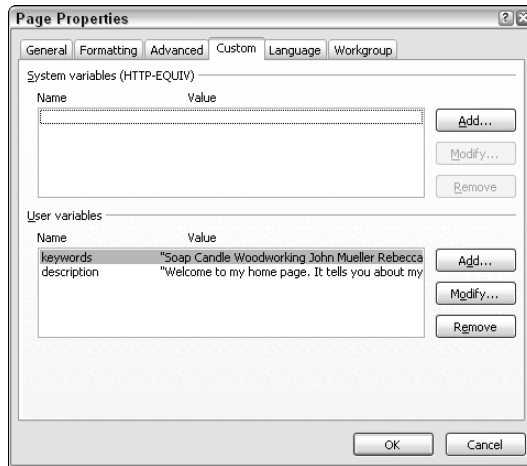 Page Properties
General Formatting Advanced Custom Language Workgroup
System variables (HTTP-EQUIV)
Name Value
Add...
Modify...
Remove
User variables
Name Value
keywords "Soap Candle Woodworking John Mueller Rebecca
description "Welcome to my home page. It tells you about my
Add...
Modify...
Remove
OK Cancel